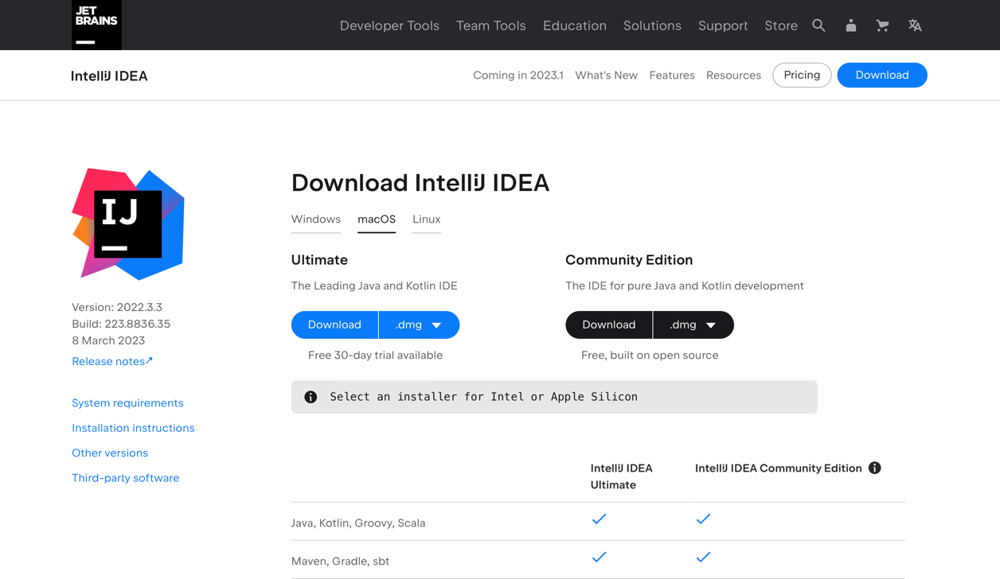 JET
BRAINS
Developer Tools Team Tools Education Solutions Support Store
IntelliJ IDEA
Coming in 2023.1 What's New Features Resources Pricing Download
IJ
Version: 2022.3.3
Build: 223.8836.35
8 March 2023
Release notes↗
System requirements
Installation instructions
Other versions
Third-party software
Download IntelliJ IDEA
Windows macOS Linux
Ultimate
The Leading Java and Kotlin IDE
Download .dmg
Free 30-day trial available
Community Edition
The IDE for pure Java and Kotlin development
Download .dmg
Free, built on open source
Select an installer for Intel or Apple Silicon
IntelliJ IDEA
Ultimate
IntelliJ IDEA Community Edition
Java, Kotlin, Groovy, Scala
Maven, Gradle, sbt